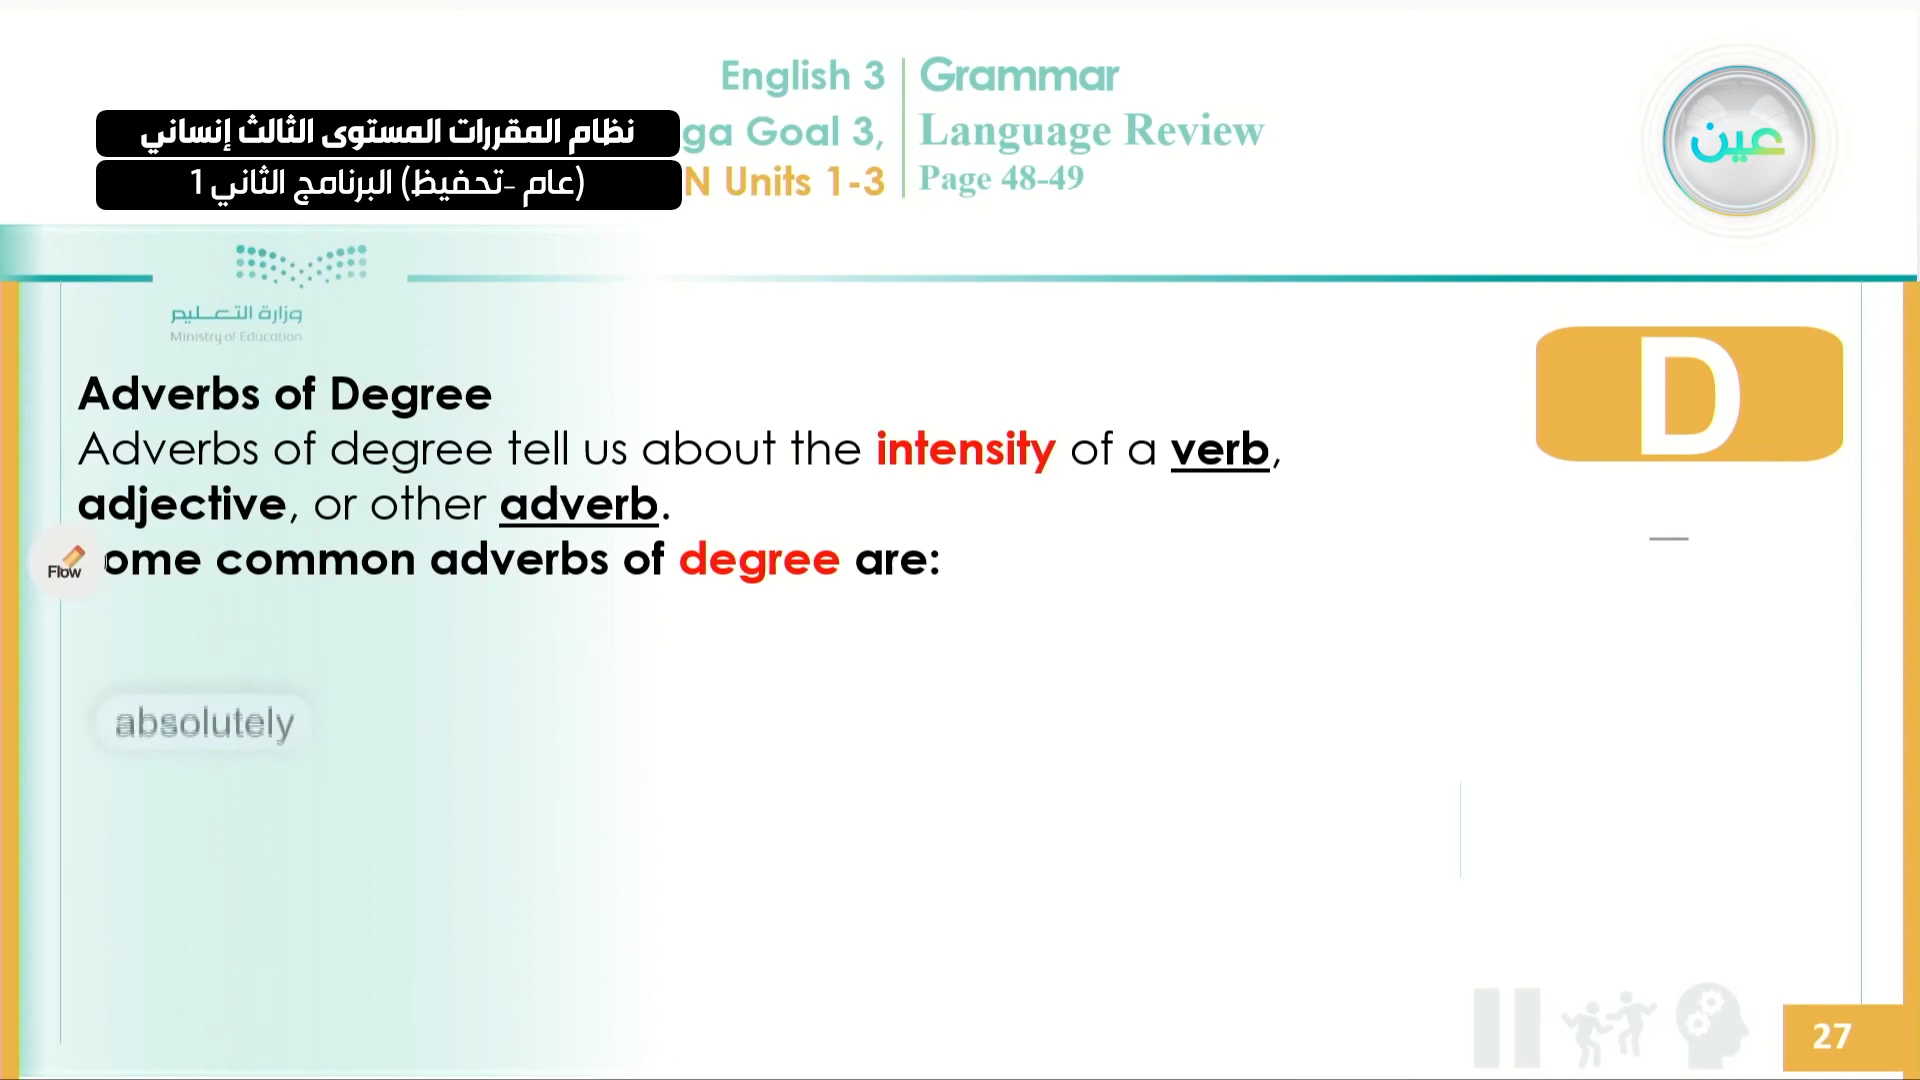 English 3
Grammar
نظام المقررات المستوى الثالث إنساني
ga Goal 3,
Language Review
(عام -تحفيظ) البرنامج الثاني 1
N Units 1-3
Page 48-49
عين
وزارة التعليم
Ministry of Education
D
Adverbs of Degree
Adverbs of degree tell us about the intensity of a verb,
adjective, or other adverb.
Flow
ome common adverbs of degree are:
absolutely
27